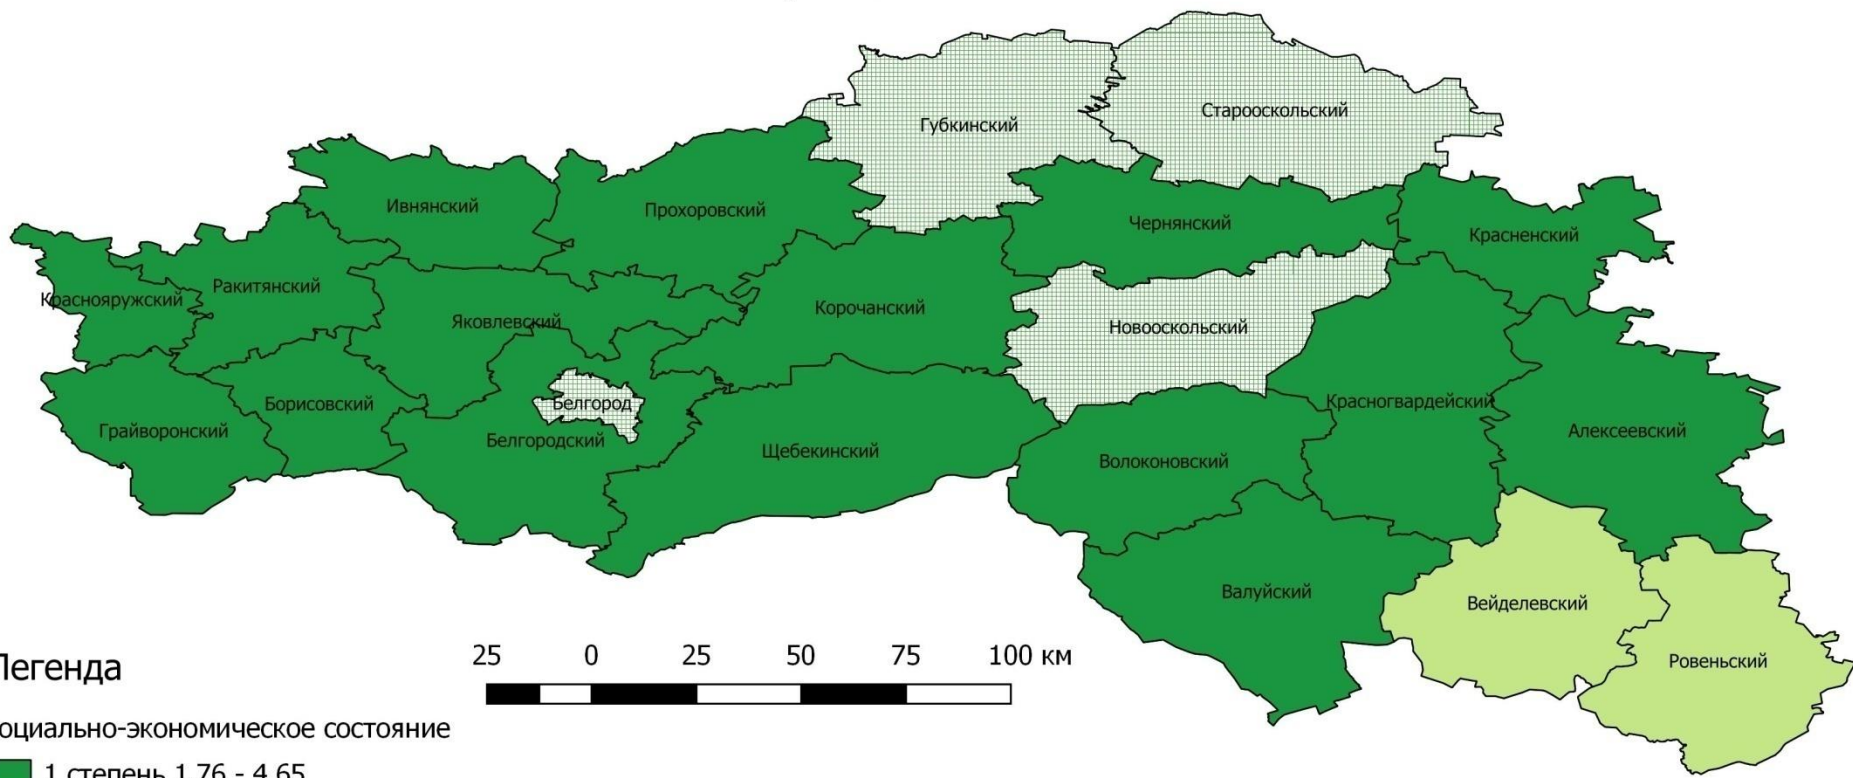 Старооскольский
Губкинский
Ивнянский
Прохоровский
Чернянский
Красненский
Ракитянский
Краснояружский
Корочанский
Яковлевский
Новооскольский
Белгород
Борисовский
Красногвардейский
Грайворонский
Белгородский
Алексеевский
Щебекинский
Волоконовский
Валуйский
Вейделевский
Ровеньский
25 0 25 50 75 100 км
Легенда
оциально-экономическое состояние
1 степень 1,76 - 4,65